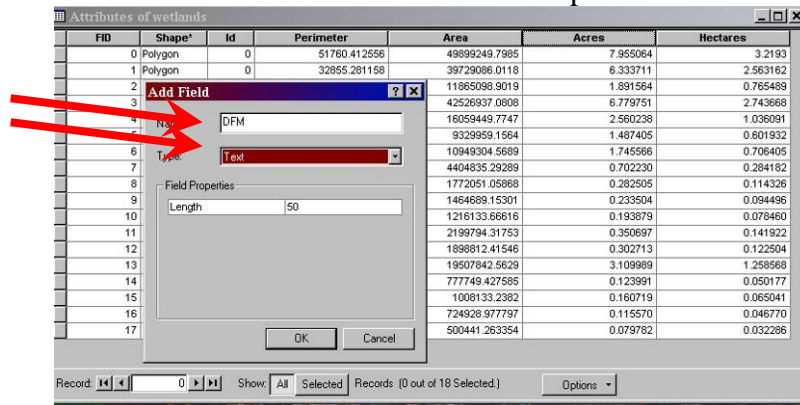 Attributes of wetlands
FID Shape* Id Perimeter Area Acres Hectares
0 Polygon 0 51760.412556 49899249.7985 7.955064 3.2193
1 Polygon 0 32855.281158 39729086.0118 6.333711 2.563162
2 11865098.9019 1.891564 0.765489
3 42526937.0808 6.779751 2.743668
4 16059449.7747 2.560238 1.036091
9329959.1564 1.487405 0.601932
6 10949304.5689 1.745566 0.706405
7 4404835.29289 0.702230 0.284182
8 1772051.05868 0.282505 0.114326
9 1464689.15301 0.233504 0.094496
10 1216133.66616 0.193879 0.078460
11 2199794.31753 0.350697 0.141922
12 1898812.41546 0.302713 0.122504
13 19507842.5629 3.109989 1.258568
14 777749.427585 0.123991 0.050177
15 1008133.2382 0.160719 0.065041
16 724928.977797 0.115570 0.046770
17 500441.263354 0.079782 0.032286
Add Field
DFM
Type: Text
Field Properties
Length 50
OK Cancel
Record: 0 Show: All Selected Records (0 out of 18 Selected.) Options